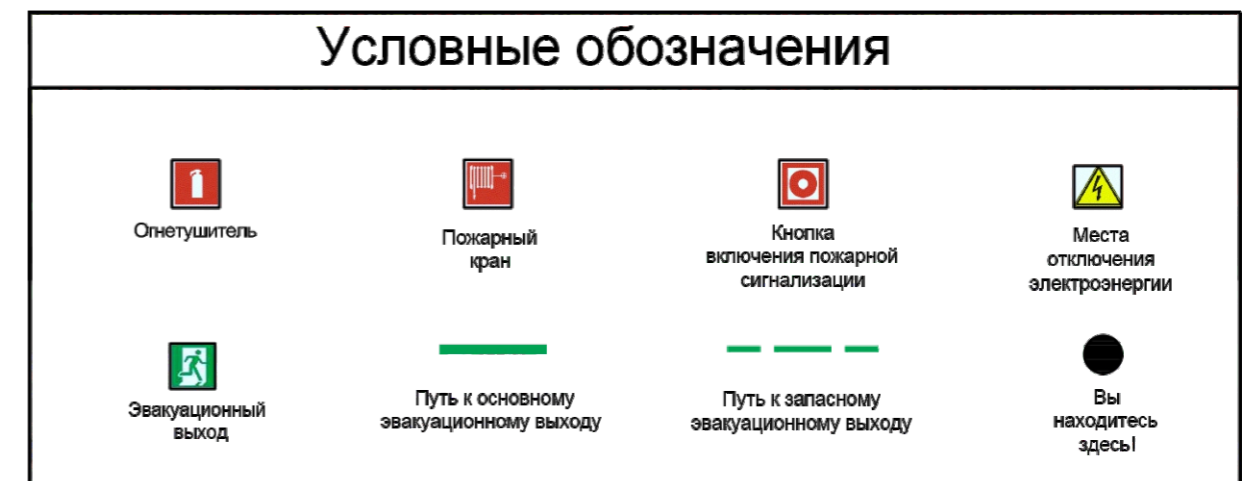 Условные обозначения
Огнетушитель
Пожарный
кран
Кнопка
включения пожарной
сигнализации
Места
отключения
электроэнергии
Эвакуационный
выход
Путь к основному
эвакуационному выходу
Путь к запасному
эвакуационному выходу
Вы
находитесь
здесь!